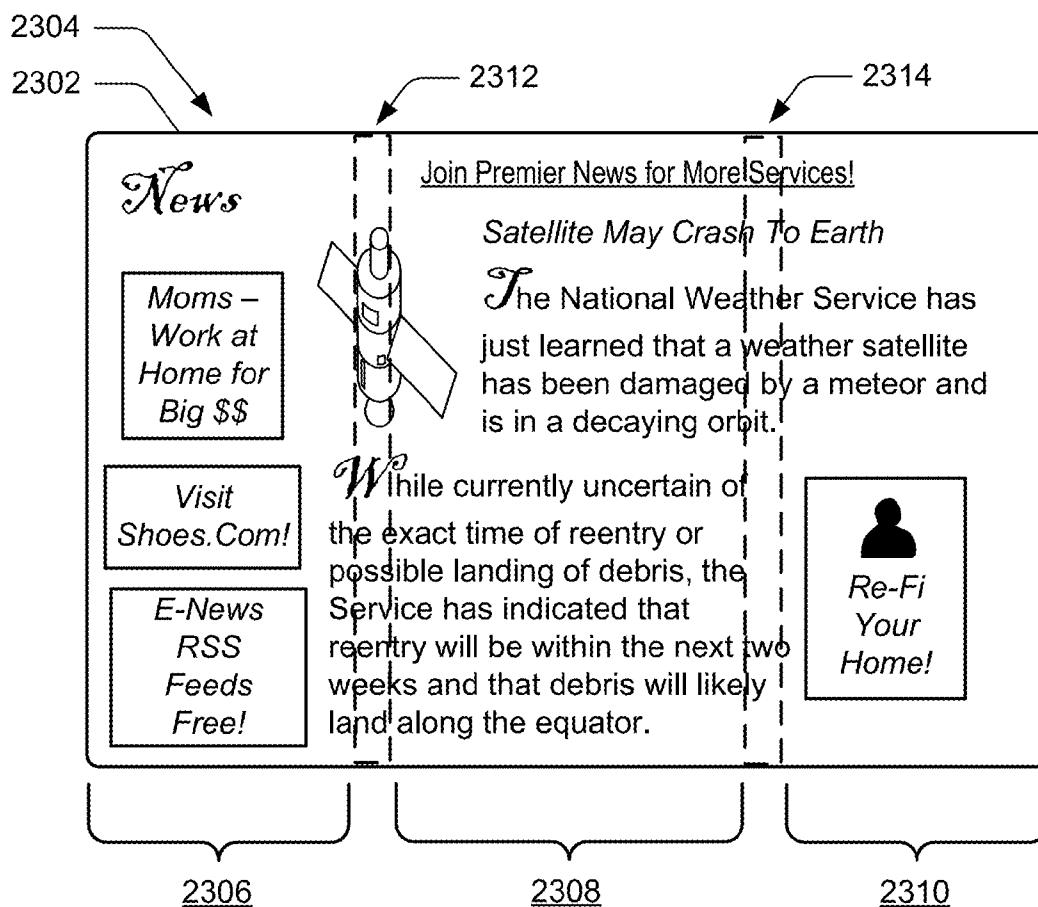 2304
2302
2312
2314
News
Join Premier News for More Services!
Satellite May Crash To Earth
The National Weather Service has
just learned that a weather satellite
has been damaged by a meteor and
is in a decaying orbit.
Moms –
Work at
Home for
Big $$
Visit
Shoes.Com!
E-News
RSS
Feeds
Free!
While currently uncertain of
the exact time of reentry or
possible landing of debris, the
Service has indicated that
reentry will be within the next two
weeks and that debris will likely
land along the equator.
Re-Fi
Your
Home!
2306
2308
2310